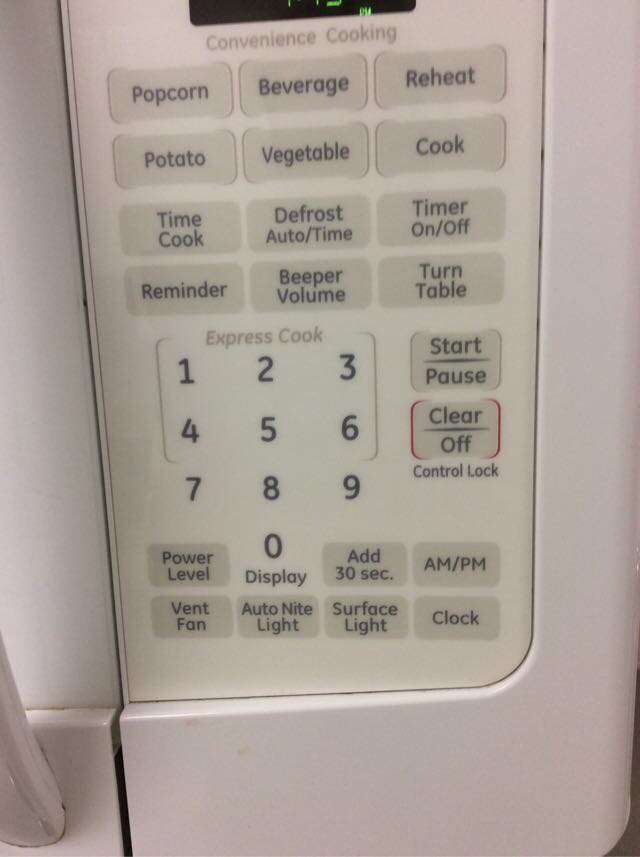 PM
Convenience Cooking
Popcorn Beverage Reheat
Potato Vegetable Cook
Time Cook Defrost Auto/Time Timer On/Off
Reminder Beeper Volume Turn Table
Express Cook
1 2 3 Start Pause
4 5 6 Clear Off
Control Lock
7 8 9
0
Power Level Display Add 30 sec. AM/PM
Vent Fan Auto Nite Light Surface Light Clock